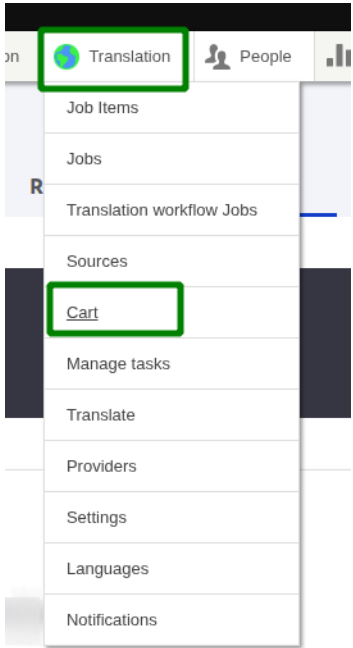 on Translation People
Job Items
Jobs
R
Translation workflow Jobs
Sources
Cart
Manage tasks
Translate
Providers
Settings
Languages
Notifications